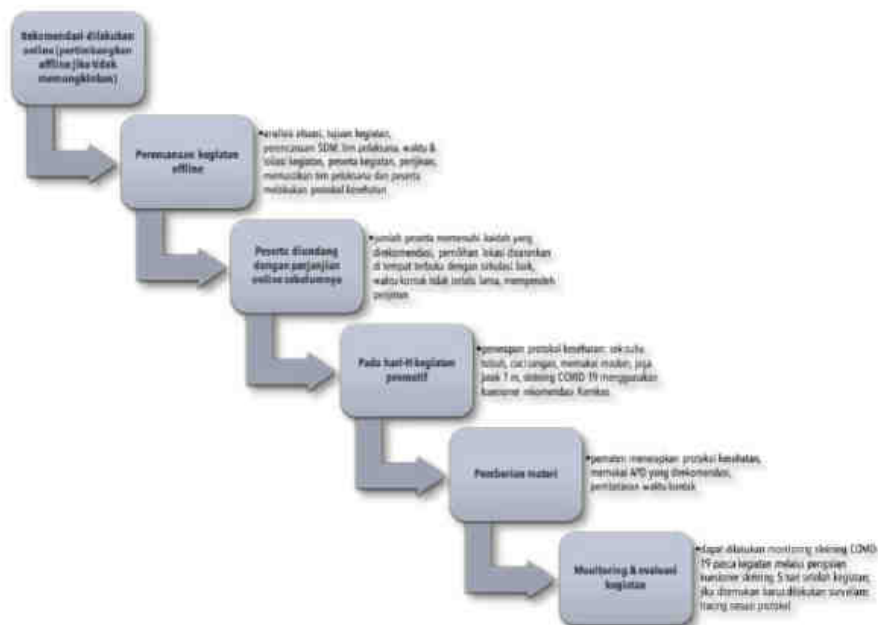 Rekomendasi dilakukan
online (pertimbangkan
offline jika tidak
memungkinkan)
Perencanaan kegiatan
offline
•analisis situasi, tujuan kegiatan,
perencanaan SDM, tim pelaksana, waktu &
lokasi kegiatan, peserta kegiatan, perijinan,
memastikan tim pelaksana dan peserta
melakukan protokol kesehatan
Peserta diundang
dengan perjanjian
online sebelumnya
•jumlah peserta memenuhi kaidah yang
direkomendasi, pemilihan lokasi disarankan
di tempat terbuka dengan sirkulasi baik,
waktu kontak tidak terlalu lama, memperoleh
perijinan
Pada hari-H kegiatan
promotif
•penerapan protokol kesehatan: cek suhu
tubuh, cuci tangan, memakai masker, jaga
jarak 1 m, skrining COVID 19 menggunakan
kuesioner rekomendasi Kemkes
Pemberian materi
•pemateri menerapkan protokol kesehatan,
memakai APD yang direkomendasi,
pembatasan waktu kontak
Monitoring & evaluasi
kegiatan
•dapat dilakukan monitoring skrining COVID
19 pasca kegiatan melalui pengisian
kuesioner skrining 5 hari setelah kegiatan;
jika ditemukan kasus dilakukan surveilans
tracing sesuai protokol